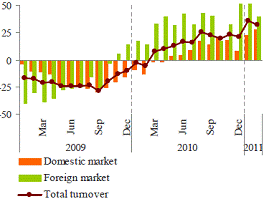 50
25
0
-25
-50
Mar Jun Sep Dec Mar Jun Sep Dec
2009 2010 2011
Domestic market
Foreign market
Total turnover